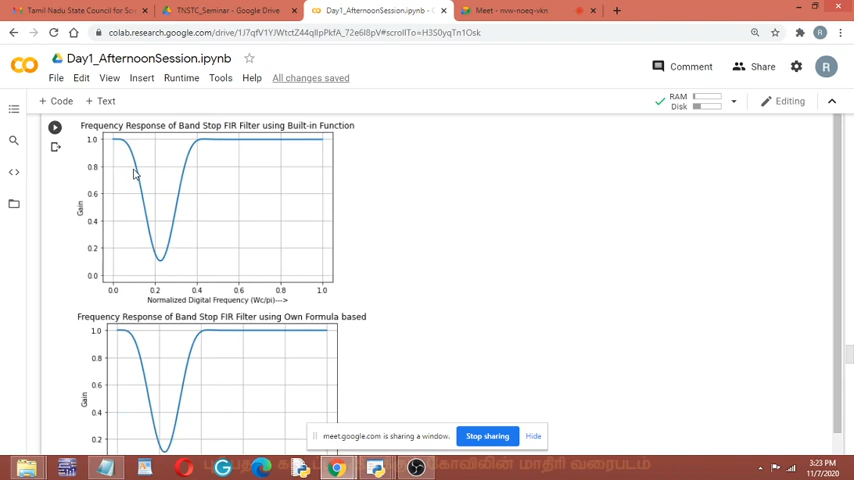 Tamil Nadu State Council for Sci
TNSTC_Seminar - Google Drive
Day1_AfternoonSession.ipynb - C
Meet - nvw-noeq-vkn
colab.research.google.com/drive/1J7qfV1YJWtctZ44qlIpPkfA_72e6l8pV#scrollTo=H3S0yqTn1Osk
R
Day1_AfternoonSession.ipynb
Comment
Share
R
File Edit View Insert Runtime Tools Help All changes saved
+ Code + Text
RAM
Disk
Editing
Frequency Response of Band Stop FIR Filter using Built-in Function
1.0
0.8
0.6
0.4
0.2
0.0
Gain
0.0 0.2 0.4 0.6 0.8 1.0
Normalized Digital Frequency (Wc/pi)--->
Frequency Response of Band Stop FIR Filter using Own Formula based
1.0
0.8
0.6
0.4
0.2
Gain
meet.google.com is sharing a window.
Stop sharing
Hide
கோவிலின் மாதிரி வரைபடம்
3:23 PM
11/7/2020